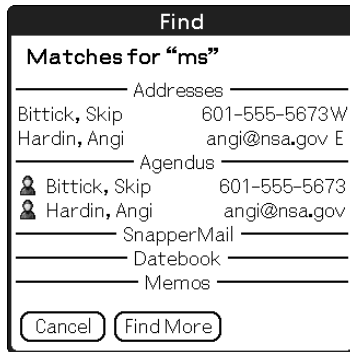 Find
Matches for “ms”
Addresses
Bittick, Skip 601-555-5673W
Hardin, Angi angi@nsa.gov E
Agendus
Bittick, Skip 601-555-5673
Hardin, Angi angi@nsa.gov
SnapperMail
Datebook
Memos
Cancel Find More